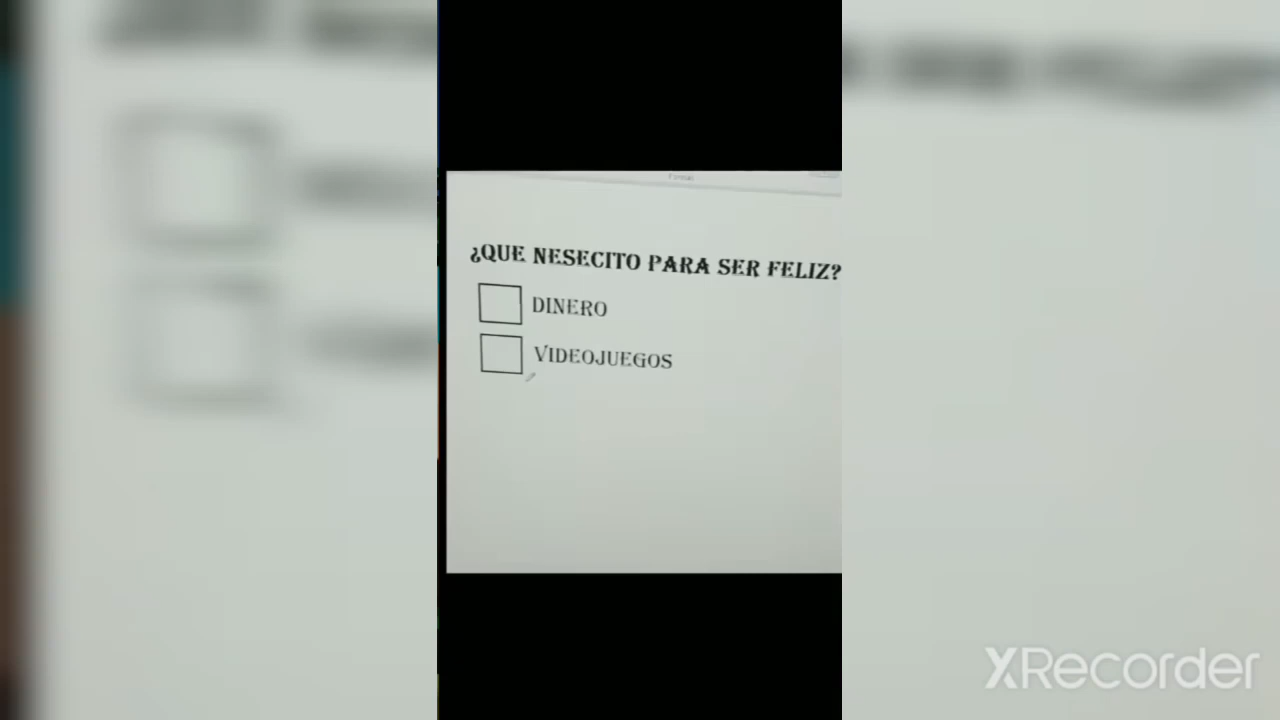 ¿QUE NESECITO PARA SER FELIZ?
DINERO
VIDEOJUEGOS
XRecorder